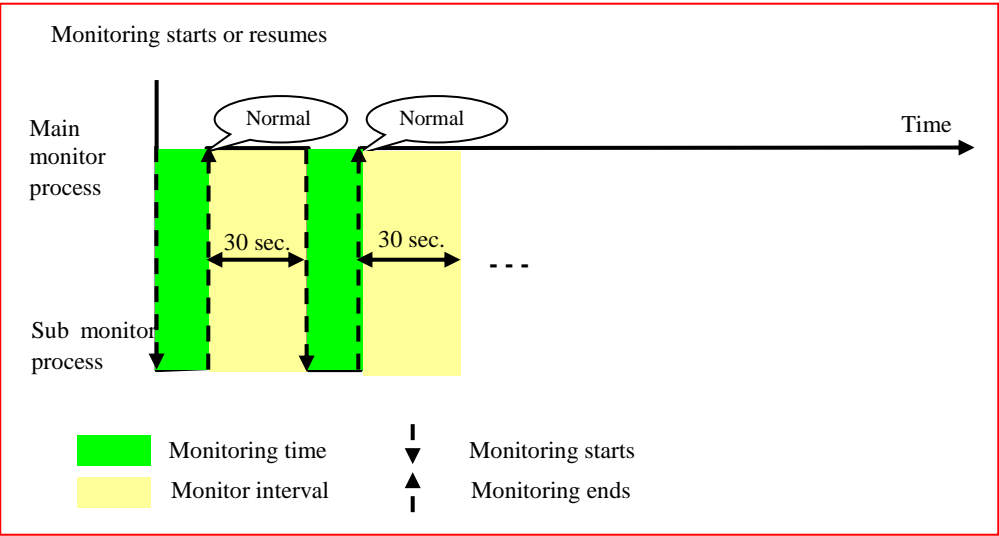 Monitoring starts or resumes
Normal
Normal
Time
Main
monitor
process
30 sec.
30 sec.
- - -
Sub monitor
process
Monitoring time
Monitoring starts
Monitor interval
Monitoring ends